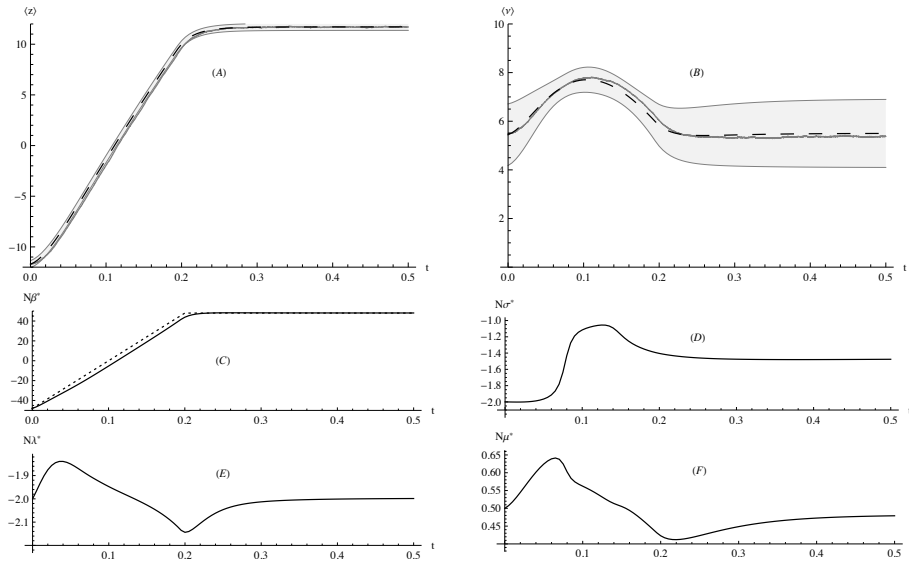 ⟨z⟩
10
5
0
−5
−10
0.0 0.1 0.2 0.3 0.4 0.5 t
(A)
⟨v⟩
10
8
6
4
2
0.0 0.1 0.2 0.3 0.4 0.5 t
(B)
Nβ*
40
20
0
−20
−40
0.0 0.1 0.2 0.3 0.4 0.5 t
(C)
Nσ*
−1.0
−1.2
−1.4
−1.6
−1.8
−2.0
0.1 0.2 0.3 0.4 0.5 t
(D)
Nλ*
−1.9
−2.0
−2.1
0.1 0.2 0.3 0.4 0.5 t
(E)
Nμ*
0.65
0.60
0.55
0.50
0.45
0.1 0.2 0.3 0.4 0.5 t
(F)